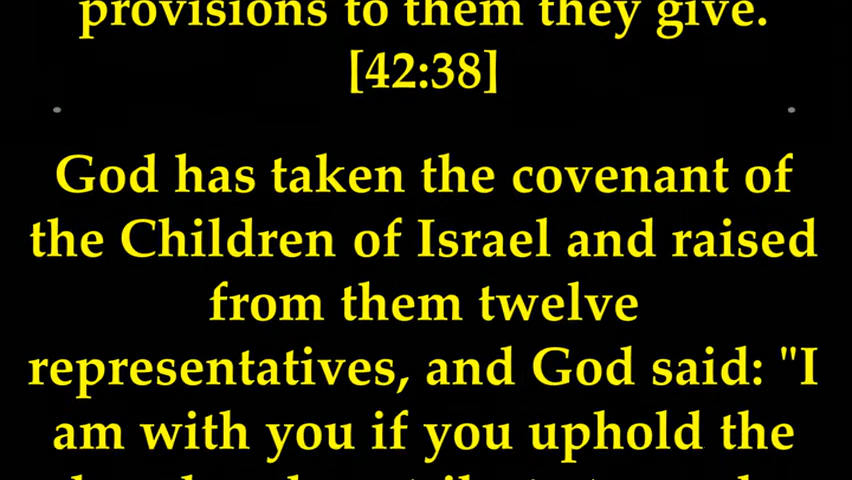 provisions to them they give.
[42:38]
God has taken the covenant of
the Children of Israel and raised
from them twelve
representatives, and God said: "I
am with you if you uphold the